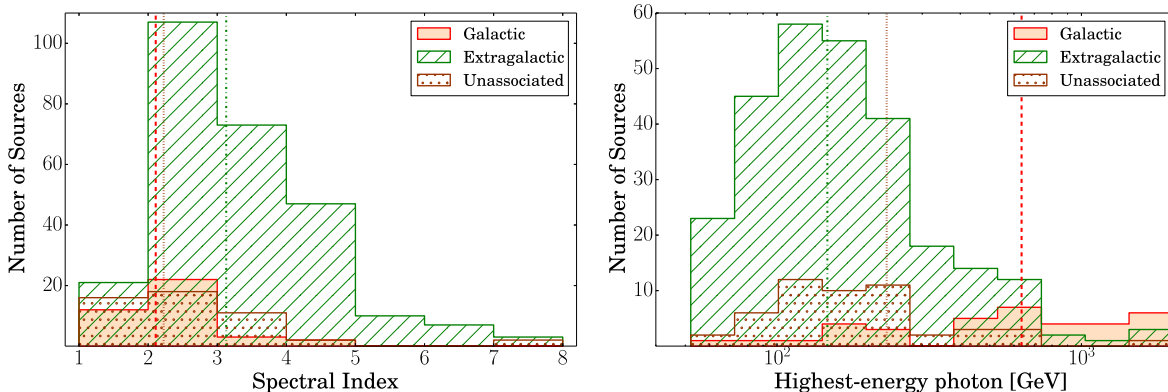 100
80
60
40
20
Number of Sources
Galactic
Extragalactic
Unassociated
1 2 3 4 5 6 7 8
Spectral Index
60
50
40
30
20
10
Number of Sources
Galactic
Extragalactic
Unassociated
10² 10³
Highest-energy photon [GeV]